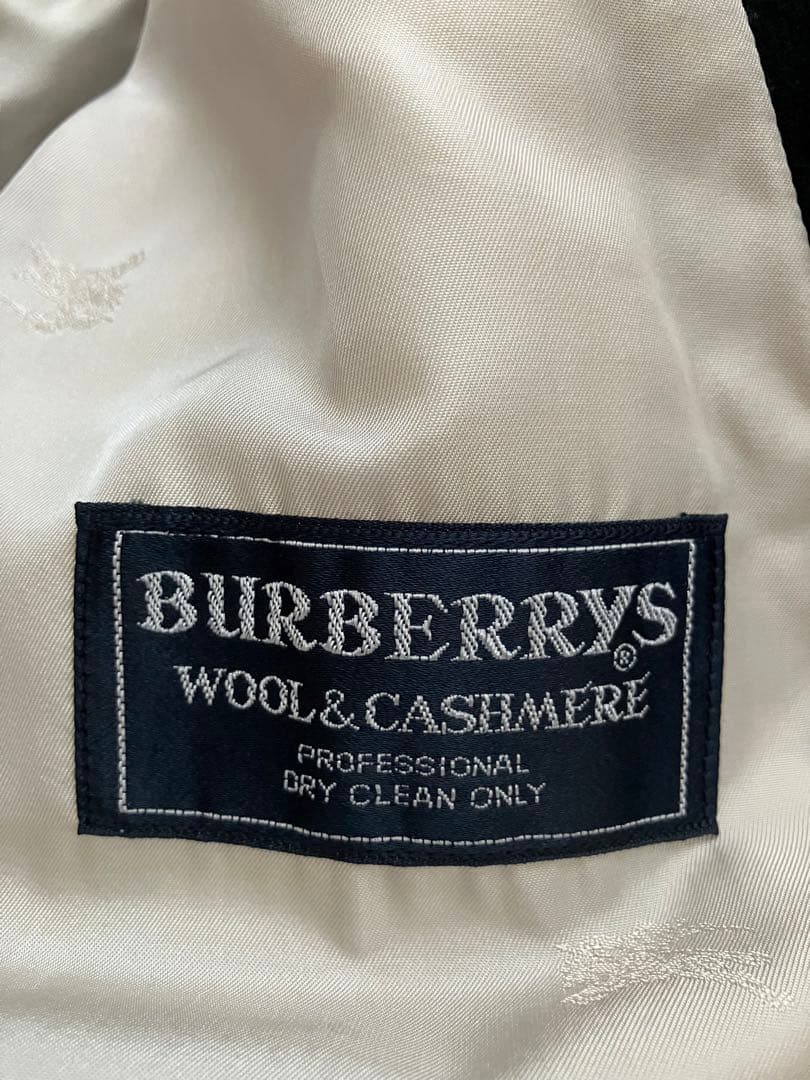 BURBERRYS®
WOOL & CASHMERE
PROFESSIONAL
DRY CLEAN ONLY